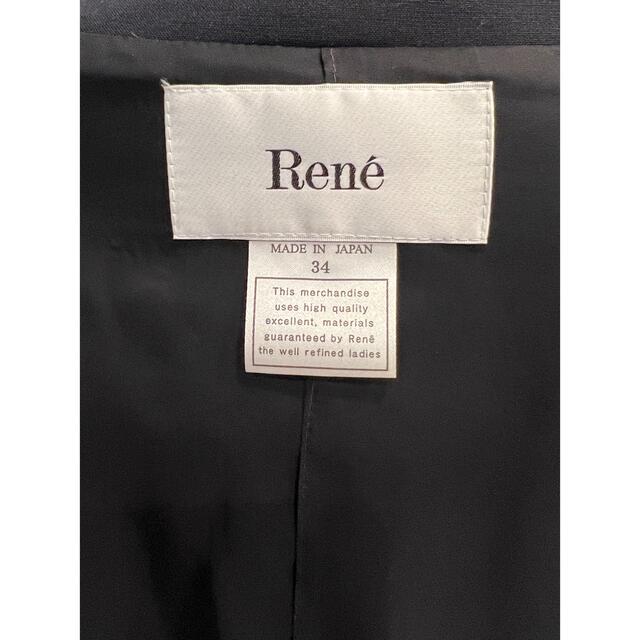 René
MADE IN JAPAN
34
This merchandise
uses high quality
excellent, materials
guaranteed by René
the well refined ladies